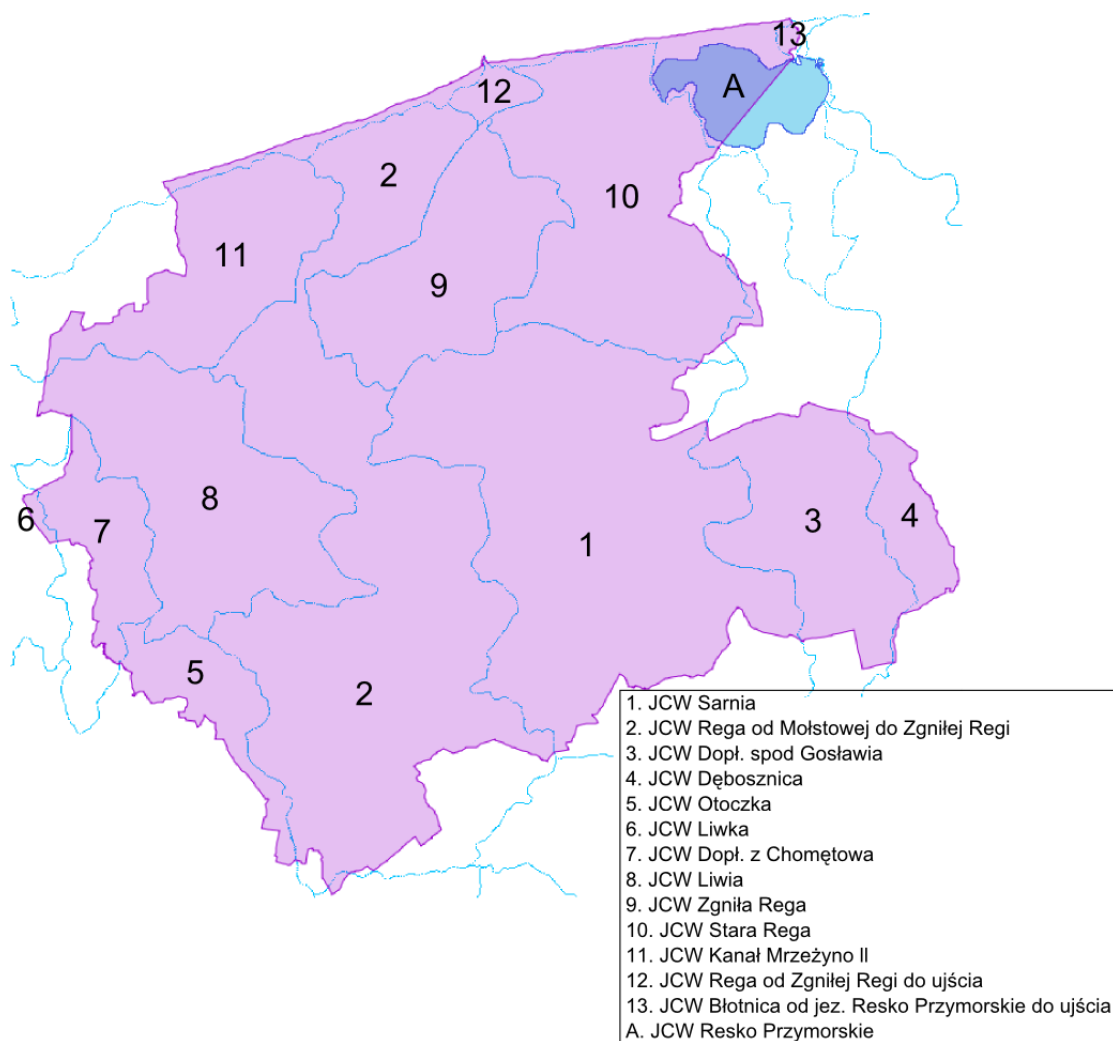 13
A
12
2
10
11
9
8
6
7
3
4
1
5
2
1. JCW Sarnia
2. JCW Rega od Mołstowej do Zgniłej Regi
3. JCW Dopł. spod Gosławia
4. JCW Dębosznica
5. JCW Otoczka
6. JCW Liwka
7. JCW Dopł. z Chomętowa
8. JCW Liwia
9. JCW Zgniła Rega
10. JCW Stara Rega
11. JCW Kanał Mrzeżyno II
12. JCW Rega od Zgniłej Regi do ujścia
13. JCW Błotnica od jez. Resko Przymorskie do ujścia
A. JCW Resko Przymorskie